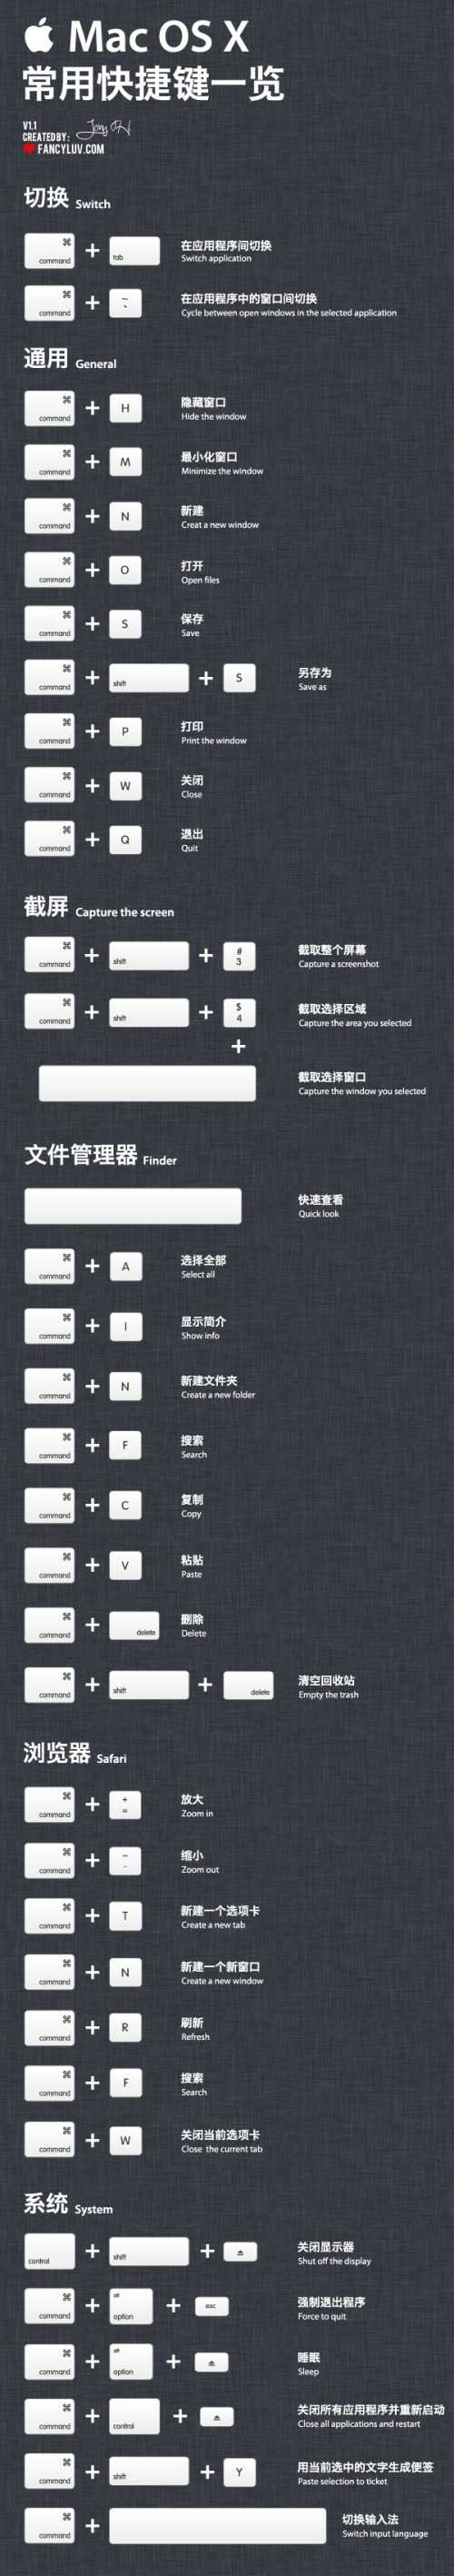 Mac OS X
常用快捷键一览
V1.1
CREATED BY:
FANCYLUV.COM
切换 Switch
⌘ command + tab 在应用程序间切换
Switch application
⌘ command + ~ ` 在应用程序中的窗口间切换
Cycle between open windows in the selected application
通用 General
⌘ command + H 隐藏窗口
Hide the window
⌘ command + M 最小化窗口
Minimize the window
⌘ command + N 新建
Creat a new window
⌘ command + O 打开
Open files
⌘ command + S 保存
Save
⌘ command + shift + S 另存为
Save as
⌘ command + P 打印
Print the window
⌘ command + W 关闭
Close
⌘ command + Q 退出
Quit
截屏 Capture the screen
⌘ command + shift + # 3 截取整个屏幕
Capture a screenshot
⌘ command + shift + $ 4 截取选择区域
Capture the area you selected
+
截取选择窗口
Capture the window you selected
文件管理器 Finder
快速查看
Quick look
⌘ command + A 选择全部
Select all
⌘ command + I 显示简介
Show info
⌘ command + N 新建文件夹
Create a new folder
⌘ command + F 搜索
Search
⌘ command + C 复制
Copy
⌘ command + V 粘贴
Paste
⌘ command + delete 删除
Delete
⌘ command + shift + delete 清空回收站
Empty the trash
浏览器 Safari
⌘ command + + = 放大
Zoom in
⌘ command + — - 缩小
Zoom out
⌘ command + T 新建一个选项卡
Create a new tab
⌘ command + N 新建一个新窗口
Create a new window
⌘ command + R 刷新
Refresh
⌘ command + F 搜索
Search
⌘ command + W 关闭当前选项卡
Close the current tab
系统 System
control + shift + ⏏ 关闭显示器
Shut off the display
⌘ command + alt option + esc 强制退出程序
Force to quit
⌘ command + alt option + ⏏ 睡眠
Sleep
⌘ command + control + ⏏ 关闭所有应用程序并重新启动
Close all applications and restart
⌘ command + shift + Y 用当前选中的文字生成便签
Paste selection to ticket
⌘ command + 切换输入法
Switch input language